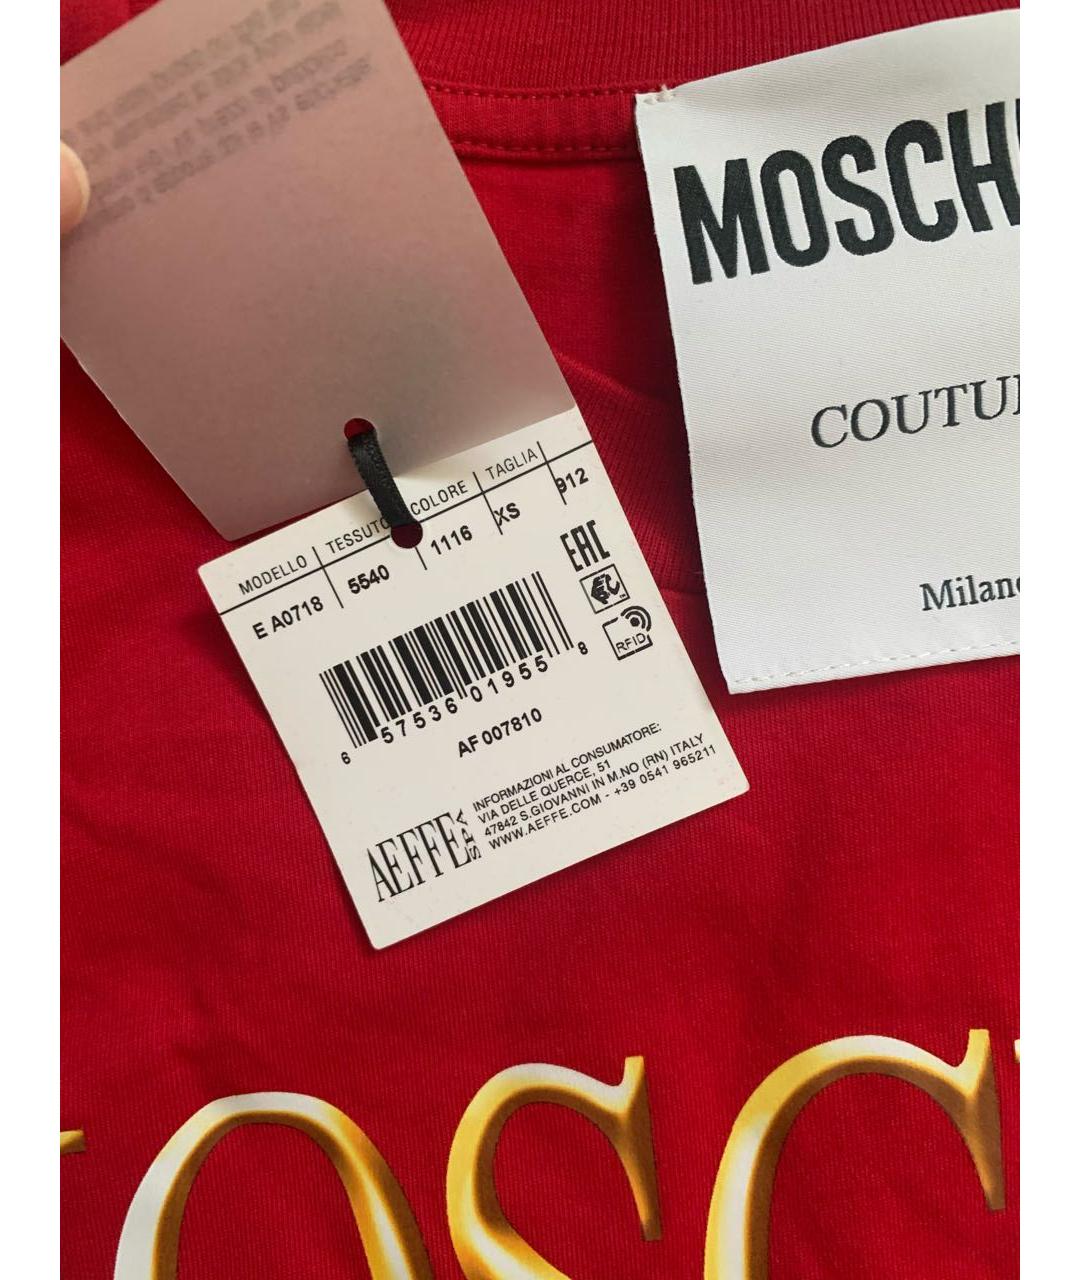 MOSCH
COUTU
Milano
MODELLO TESSUTO COLORE TAGLIA
E A0718 5540 1116 XS 912
EAC
RFID
6 57536 01955 8
AF 007810
AEFFE SPA
INFORMAZIONI AL CONSUMATORE:
VIA DELLE QUERCE, 51
47842 S.GIOVANNI IN M.NO (RN) ITALY
WWW.AEFFE.COM - +39 0541 965211
OSC